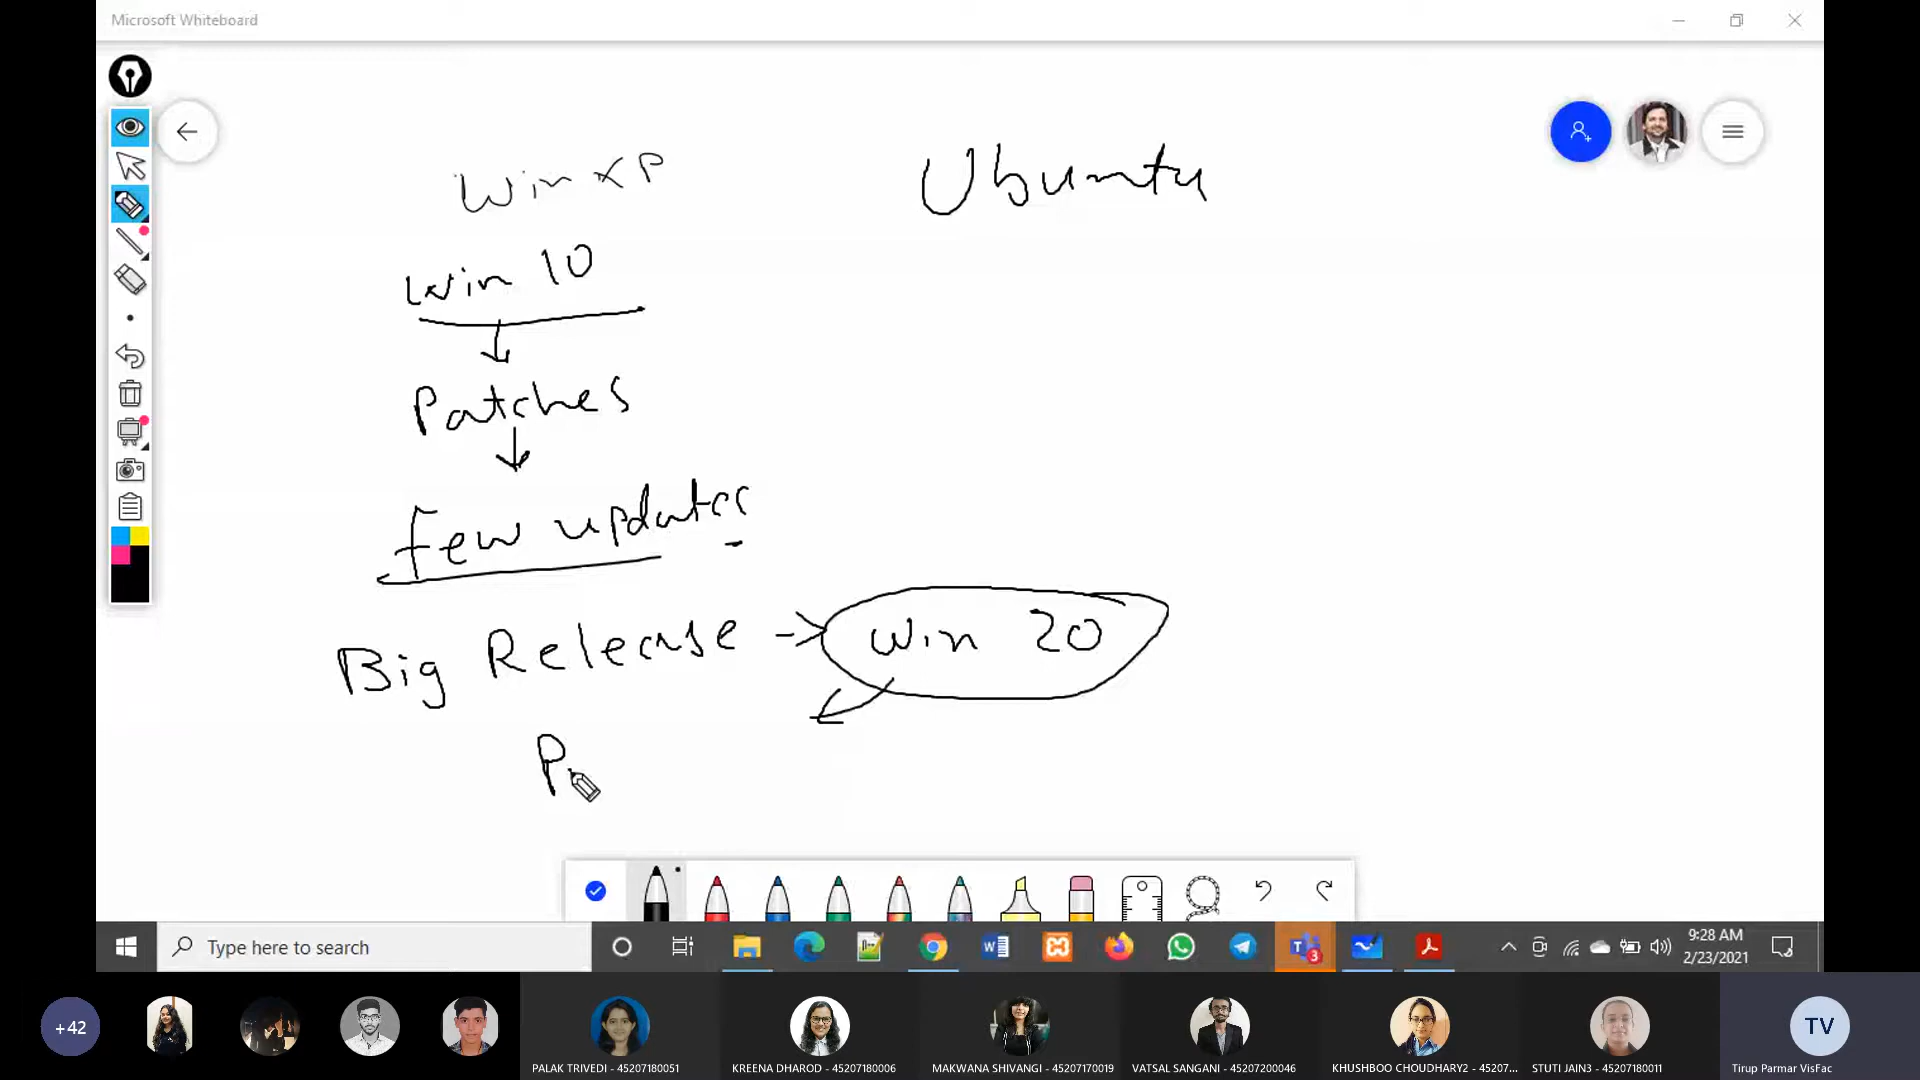 Microsoft Whiteboard
Win XP
Ubuntu
Win 10
Patches
Few updates
Big Release -> Win 20
P
Type here to search
3
9:28 AM
2/23/2021
+42
PALAK TRIVEDI - 45207180051
KREENA DHAROD - 45207180006
MAKWANA SHIVANGI - 45207170019
VATSAL SANGANI - 45207200046
KHUSHBOO CHOUDHARY2 - 45207...
STUTI JAIN3 - 45207180011
TV
Tirup Parmar VisFac